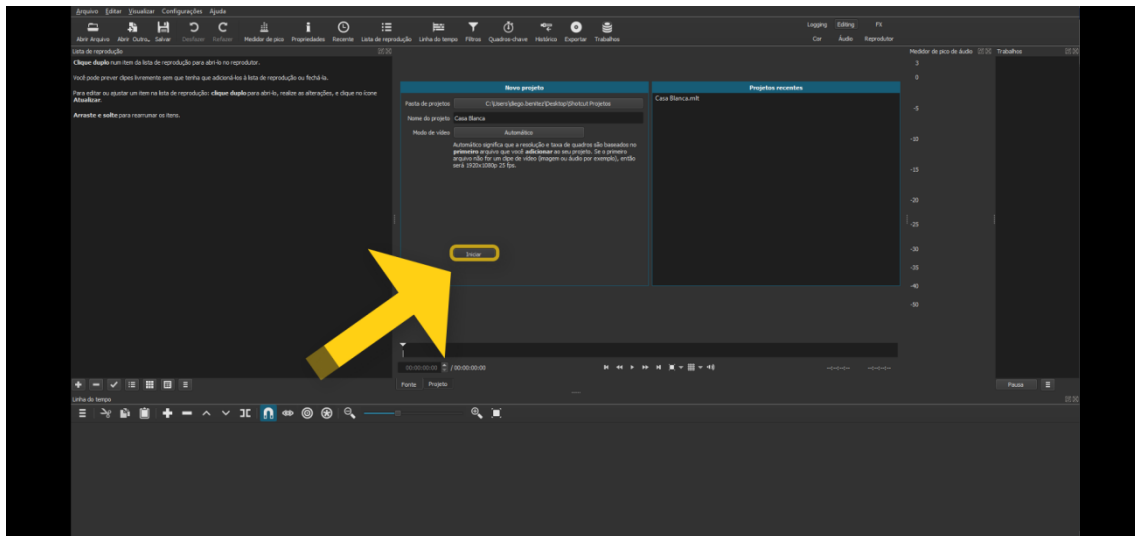 Arquivo Editar Visualizar Configurações Ajuda
Abrir Arquivo Abrir Outro... Salvar Desfazer Refazer Medidor de pico Propriedades Recente Lista de reprodução Linha do tempo Filtros Quadros-chave Histórico Exportar Trabalhos
Logging Editing FX
Cor Áudio Reprodutor
Lista de reprodução
Clique duplo num item da lista de reprodução para abri-lo no reprodutor.
Você pode prever clipes livremente sem que tenha que adicioná-los à lista de reprodução ou fechá-la.
Para editar ou ajustar um item na lista de reprodução: clique duplo para abri-lo, realize as alterações, e clique no ícone
Atualizar.
Arraste e solte para rearrumar os itens.
Novo projeto
Pasta de projetos C:\Users\diego.benitez\Desktop\Shotcut Projetos
Nome do projeto Casa Blanca
Modo de vídeo Automático
Automático significa que a resolução e taxa de quadros são baseados no
primeiro arquivo que você adicionar ao seu projeto. Se o primeiro
arquivo não for um clipe de vídeo (imagem ou áudio por exemplo), então
será 1920x1080p 25 fps.
Iniciar
Projetos recentes
Casa Blanca.mlt
Medidor de pico de áudio
3
0
-5
-10
-15
-20
-25
-30
-35
-40
-50
Trabalhos
00:00:00:00 / 00:00:00:00
--:--:--:-- --:--:--:--
Fonte Projeto
Pausa
Linha do tempo